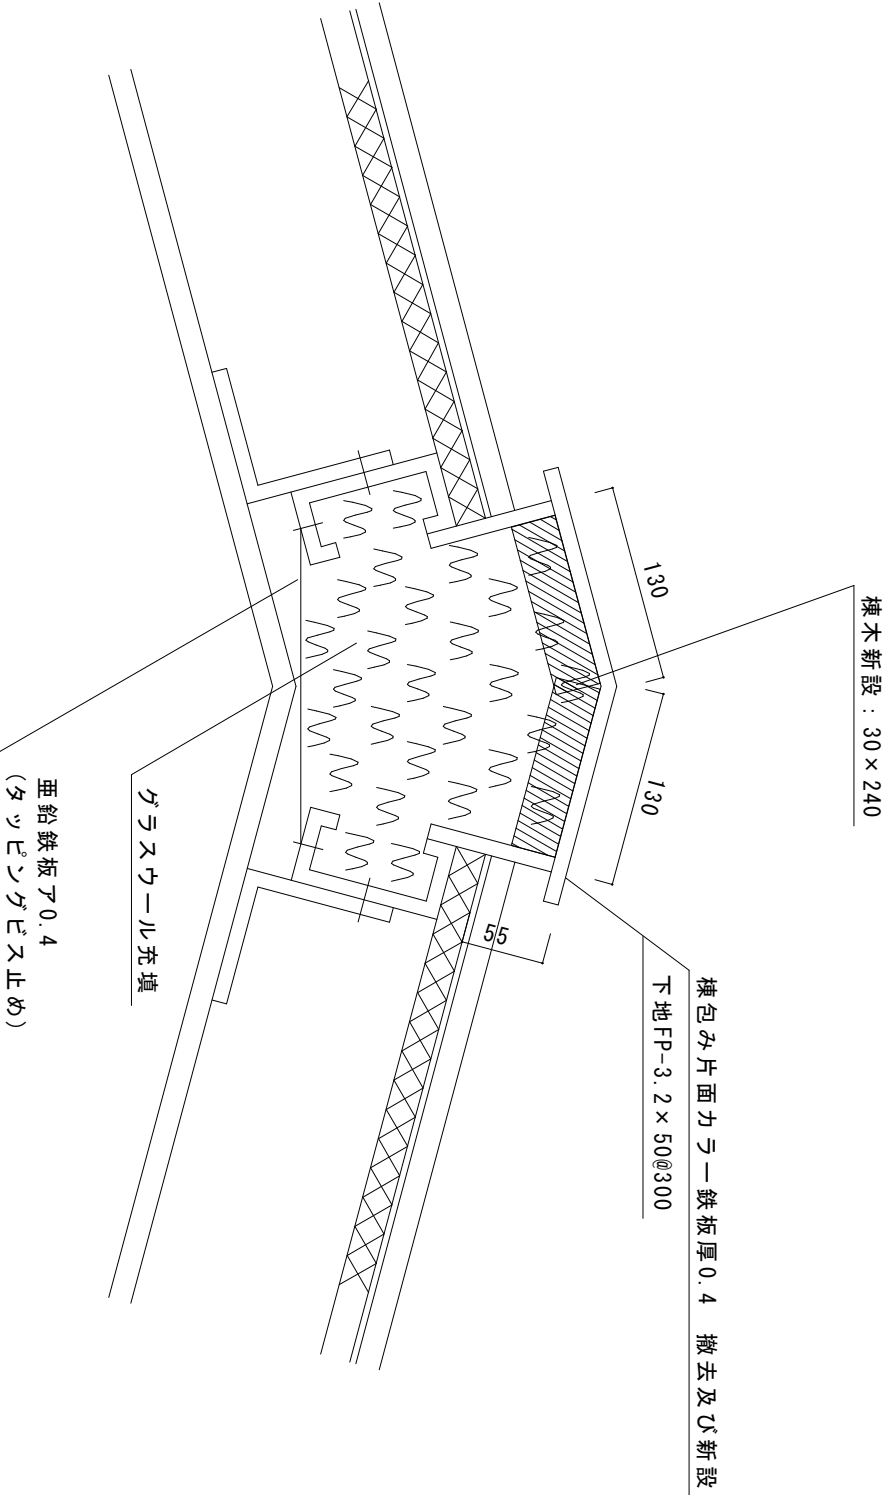 棟木新設：30×240
棟包み片面カラー鉄板厚0.4　撤去及び新設
下地FP-3.2×50@300
130
130
55
グラスウール充填
亜鉛鉄板ア0.4
(タッピングビス止め)